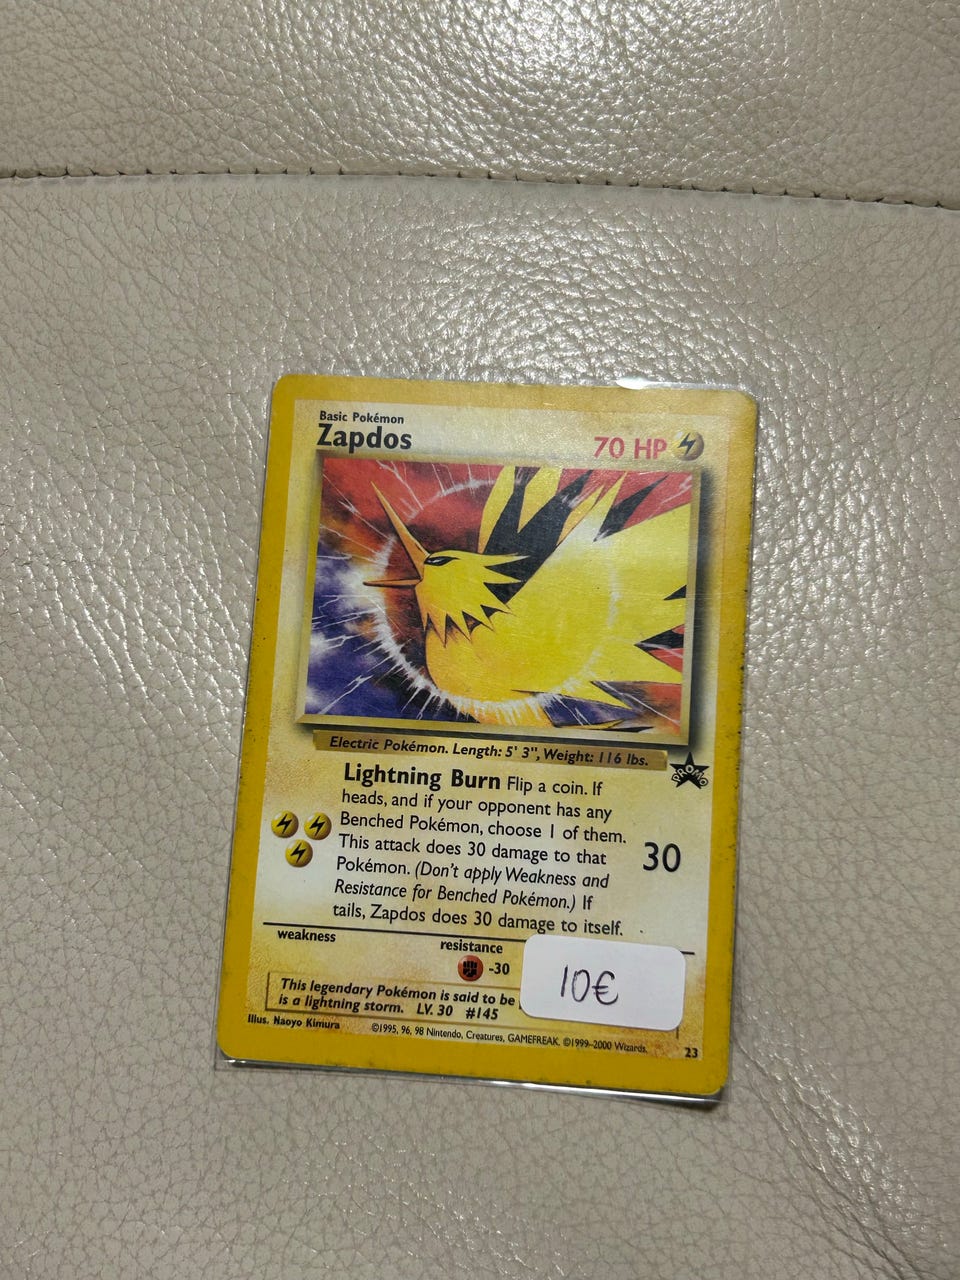 Basic Pokémon
Zapdos
70 HP
Electric Pokémon. Length: 5' 3", Weight: 116 lbs.
PROMO
Lightning Burn Flip a coin. If
heads, and if your opponent has any
Benched Pokémon, choose 1 of them.
This attack does 30 damage to that
Pokémon. (Don't apply Weakness and
Resistance for Benched Pokémon.) If
tails, Zapdos does 30 damage to itself.
30
weakness
resistance
-30
10€
This legendary Pokémon is said to be
is a lightning storm. LV. 30 #145
Illus. Naoyo Kimura
©1995, 96, 98 Nintendo, Creatures, GAMEFREAK. ©1999-2000 Wizards.
23